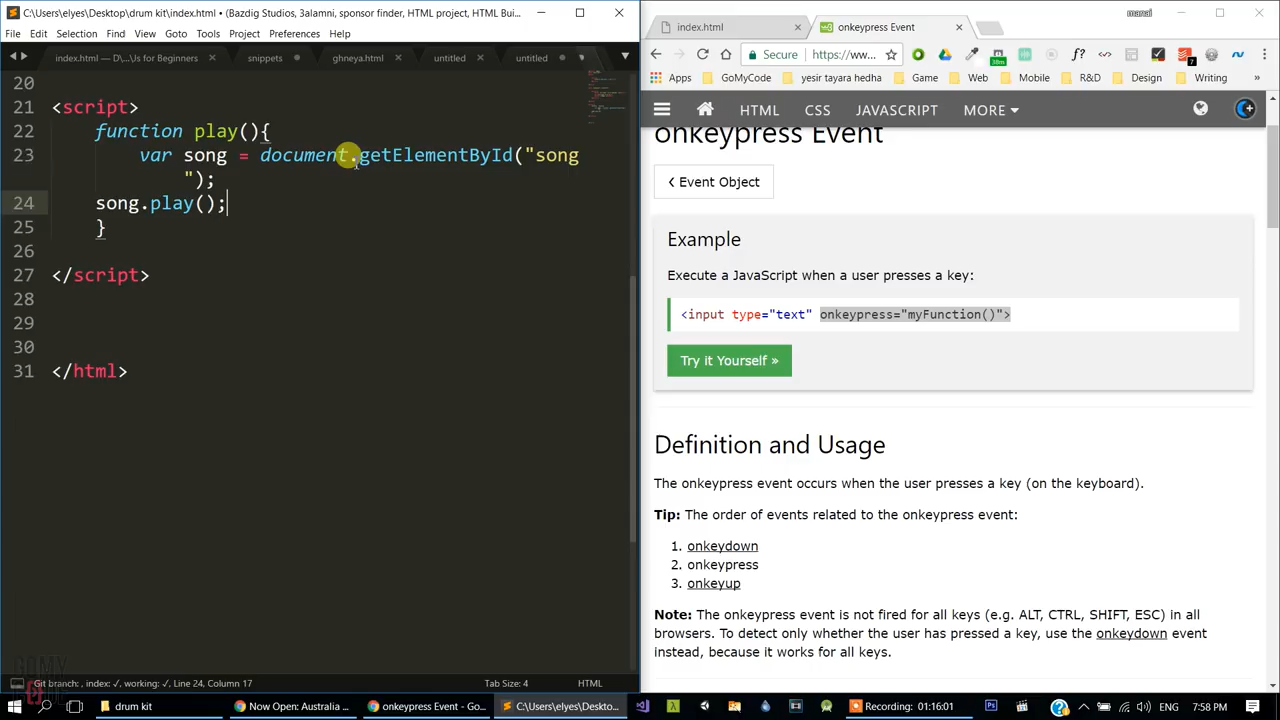 C:\Users\elyes\Desktop\drum kit\index.html • (Bazdig Studios, 3alamni, sponsor finder, HTML project, HTML Bui...
File Edit Selection Find View Goto Tools Project Preferences Help
index.html — D\...\Js for Beginners snippets ghneya.html untitled untitled
20
21 <script>
22 function play(){
23 var song = document.getElementById("song
");
24 song.play();
25 }
26
27 </script>
28
29
30
31 </html>
Git branch: , index: ✓, working: ✓, Line 24, Column 17 Tab Size: 4 HTML
manai
index.html onkeypress Event
Secure https://www...
38m
f?
7
Apps GoMyCode yesir tayara hedha Game Web Mobile R&D Design Writing »
HTML CSS JAVASCRIPT MORE
onkeypress Event
‹ Event Object
Example
Execute a JavaScript when a user presses a key:
<input type="text" onkeypress="myFunction()">
Try it Yourself »
Definition and Usage
The onkeypress event occurs when the user presses a key (on the keyboard).
Tip: The order of events related to the onkeypress event:
1. onkeydown
2. onkeypress
3. onkeyup
Note: The onkeypress event is not fired for all keys (e.g. ALT, CTRL, SHIFT, ESC) in all
browsers. To detect only whether the user has pressed a key, use the onkeydown event
instead, because it works for all keys.
GOMY
drum kit Now Open: Australia ... onkeypress Event - Go... C:\Users\elyes\Deskto... Recording: 01:16:01 Ps 7:58 PM